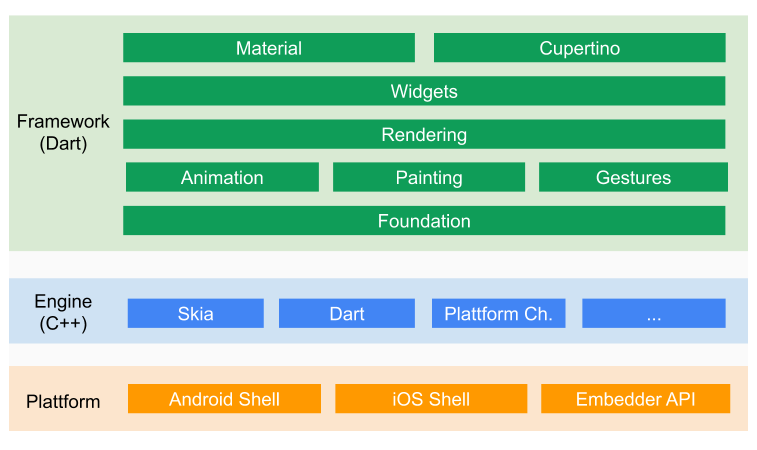 Material
Cupertino
Widgets
Framework
(Dart)
Rendering
Animation
Painting
Gestures
Foundation
Engine
(C++)
Skia
Dart
Plattform Ch.
...
Plattform
Android Shell
iOS Shell
Embedder API